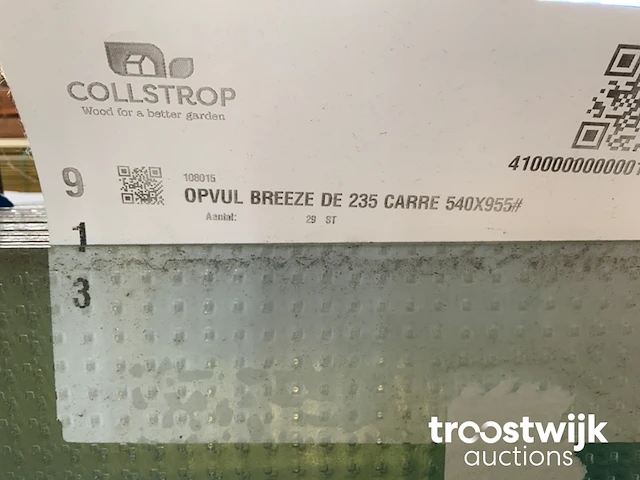 COLLSTROP
Wood for a better garden
410000000000
9
108015
OPVUL BREEZE DE 235 CARRE 540X955#
Aantal: 29 ST
1
3
troostwijk
auctions